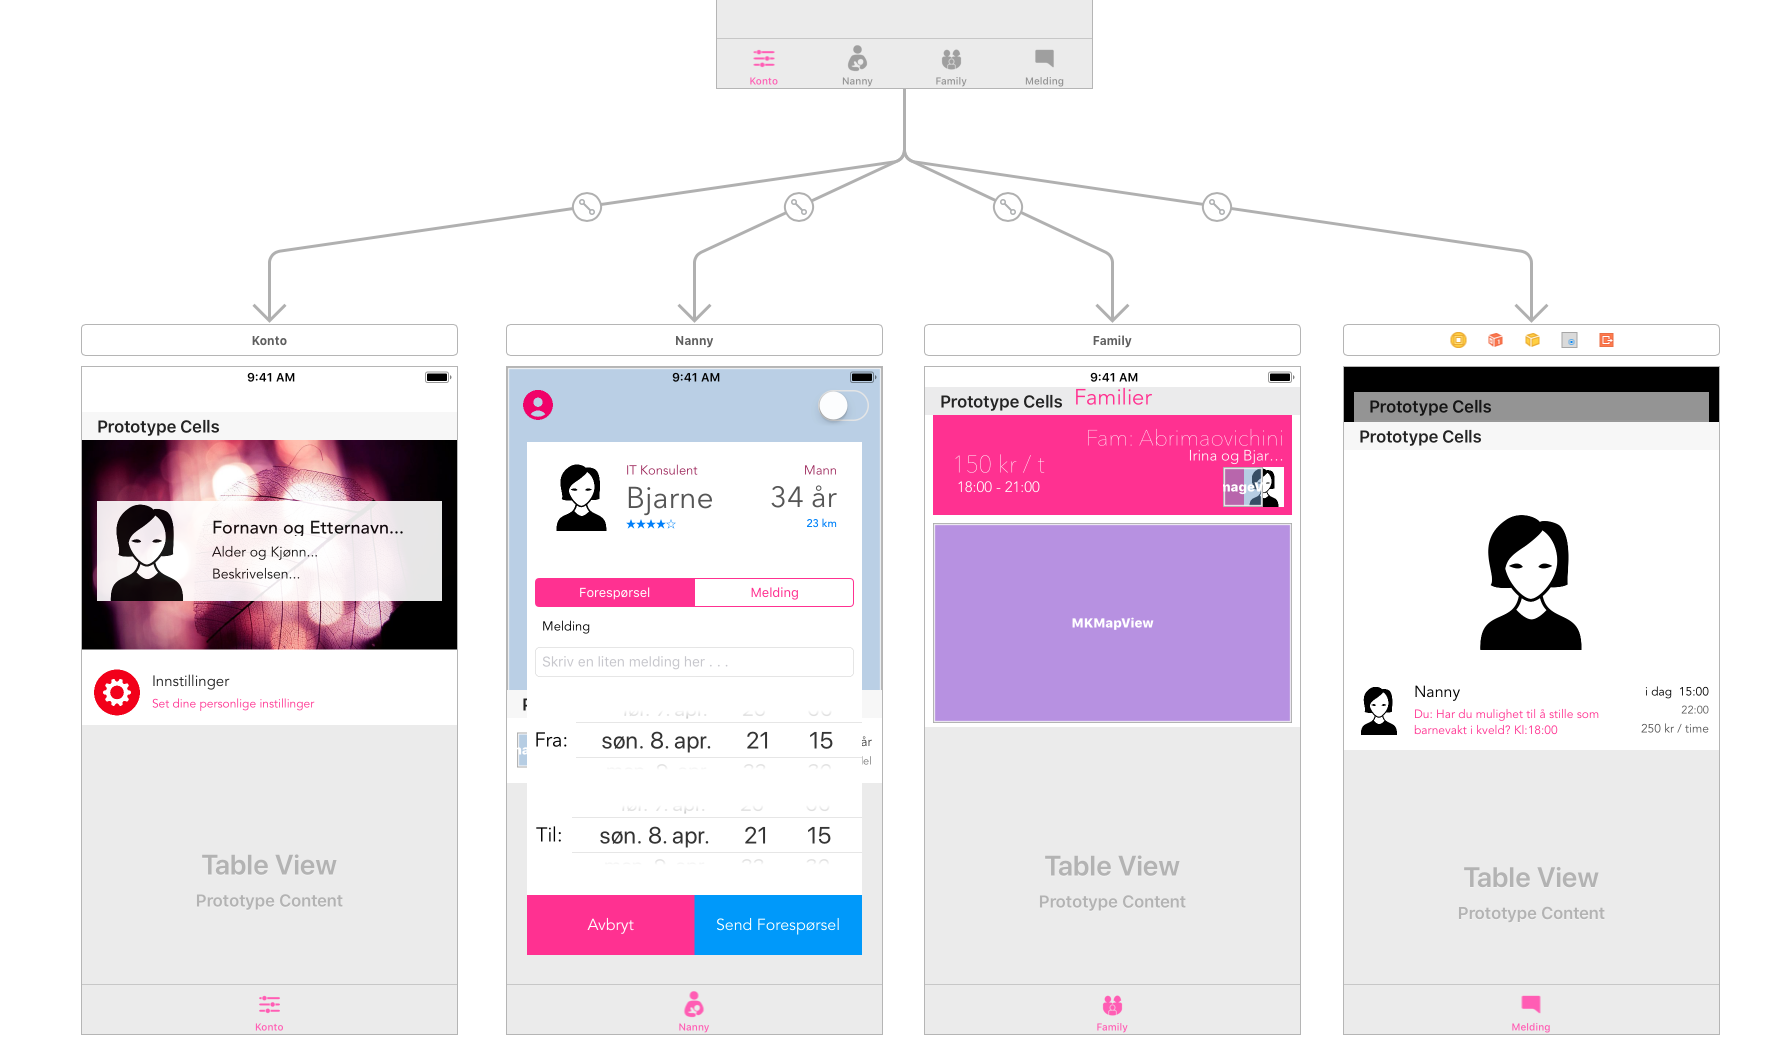 Konto
Nanny
Family
Melding
Konto
9:41 AM
Prototype Cells
Fornavn og Etternavn...
Alder og Kjønn...
Beskrivelsen...
Innstillinger
Set dine personlige instillinger
Table View
Prototype Content
Konto
Nanny
9:41 AM
IT Konsulent
Mann
Bjarne
34 år
★★★★☆
23 km
Forespørsel
Melding
Melding
Skriv en liten melding her . . .
Fra:
søn. 8. apr.
21
15
år
Til:
søn. 8. apr.
21
15
Avbryt
Send Forespørsel
Nanny
Family
9:41 AM
Prototype Cells
Familier
Fam: Abrimaovichini
Irina og Bjar...
150 kr / t
18:00 - 21:00
MKMapView
Table View
Prototype Content
Family
Prototype Cells
Prototype Cells
Nanny
i dag 15:00
22:00
Du: Har du mulighet til å stille som
barnevakt i kveld? Kl:18:00
250 kr / time
Table View
Prototype Content
Melding